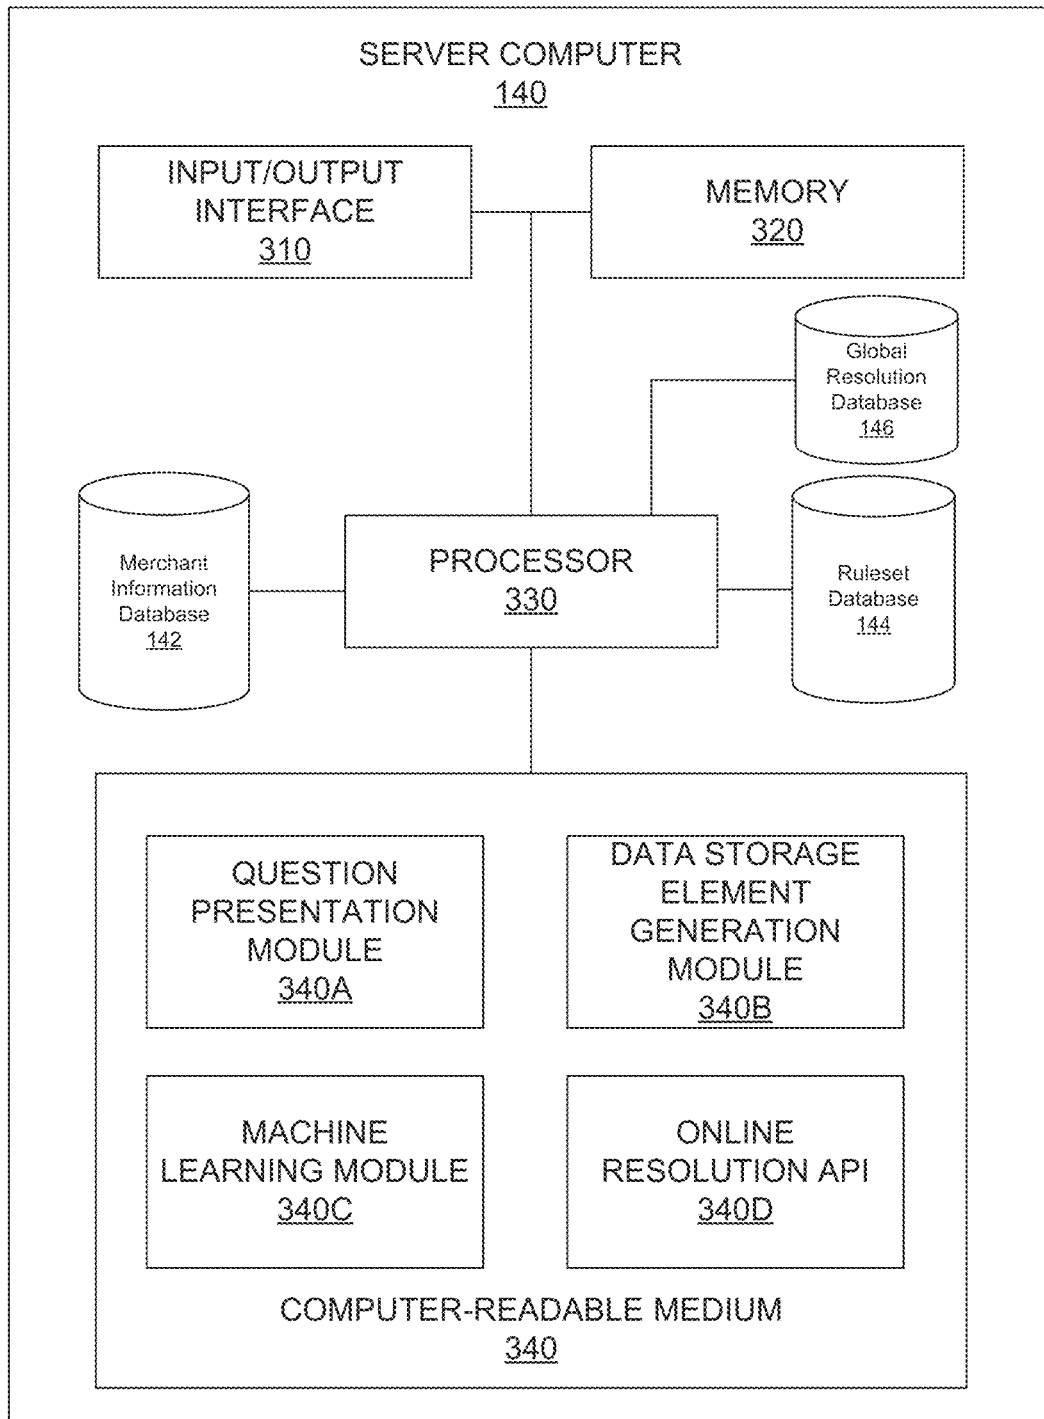 SERVER COMPUTER
140
INPUT/OUTPUT
INTERFACE
310
MEMORY
320
Global
Resolution
Database
146
Merchant
Information
Database
142
PROCESSOR
330
Ruleset
Database
144
QUESTION
PRESENTATION
MODULE
340A
DATA STORAGE
ELEMENT
GENERATION
MODULE
340B
MACHINE
LEARNING MODULE
340C
ONLINE
RESOLUTION API
340D
COMPUTER-READABLE MEDIUM
340